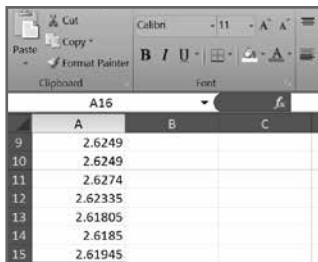 Cut Calibri 11 A A
Copy
Paste
Format Painter B I U A
Clipboard Font
A16 fx
A B C
9 2.6249
10 2.6249
11 2.6274
12 2.62335
13 2.61805
14 2.6185
15 2.61945